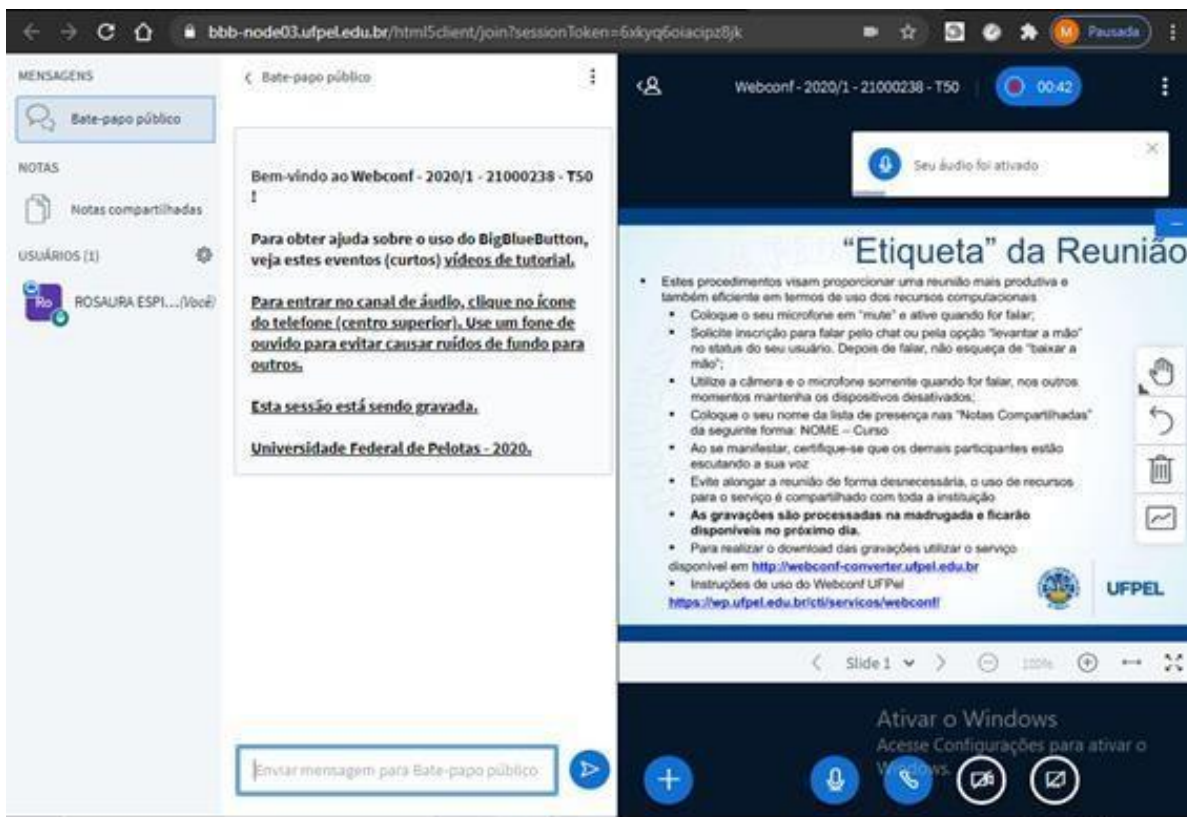 bbb-node03.ufpel.edu.br/html5client/join?sessionToken=6xkyq6oiacipz8jk
M
Pausada
MENSAGENS
Bate-papo público
NOTAS
Notas compartilhadas
USUÁRIOS (1)
Ro
ROSAURA ESPI... (Você)
Bate-papo público
Bem-vindo ao Webconf - 2020/1 - 21000238 - T50
!
Para obter ajuda sobre o uso do BigBlueButton,
veja estes eventos (curtos) vídeos de tutorial.
Para entrar no canal de áudio, clique no ícone
do telefone (centro superior). Use um fone de
ouvido para evitar causar ruídos de fundo para
outros.
Esta sessão está sendo gravada.
Universidade Federal de Pelotas - 2020.
Enviar mensagem para Bate-papo público
Webconf - 2020/1 - 21000238 - T50
00:42
Seu áudio foi ativado
“Etiqueta” da Reunião
Estes procedimentos visam proporcionar uma reunião mais produtiva e
também eficiente em termos de uso dos recursos computacionais
Coloque o seu microfone em “mute” e ative quando for falar;
Solicite inscrição para falar pelo chat ou pela opção “levantar a mão”
no status do seu usuário. Depois de falar, não esqueça de “baixar a
mão”;
Utilize a câmera e o microfone somente quando for falar, nos outros
momentos mantenha os dispositivos desativados;
Coloque o seu nome da lista de presença nas “Notas Compartilhadas”
da seguinte forma: NOME – Curso
Ao se manifestar, certifique-se que os demais participantes estão
escutando a sua voz
Evite alongar a reunião de forma desnecessária, o uso de recursos
para o serviço é compartilhado com toda a instituição
As gravações são processadas na madrugada e ficarão
disponíveis no próximo dia.
Para realizar o download das gravações utilizar o serviço
disponível em http://webconf-converter.ufpel.edu.br
Instruções de uso do Webconf UFPel
https://wp.ufpel.edu.br/cti/servicos/webconf/
UFPEL
Slide 1
100%
Ativar o Windows
Acesse Configurações para ativar o
Windows.